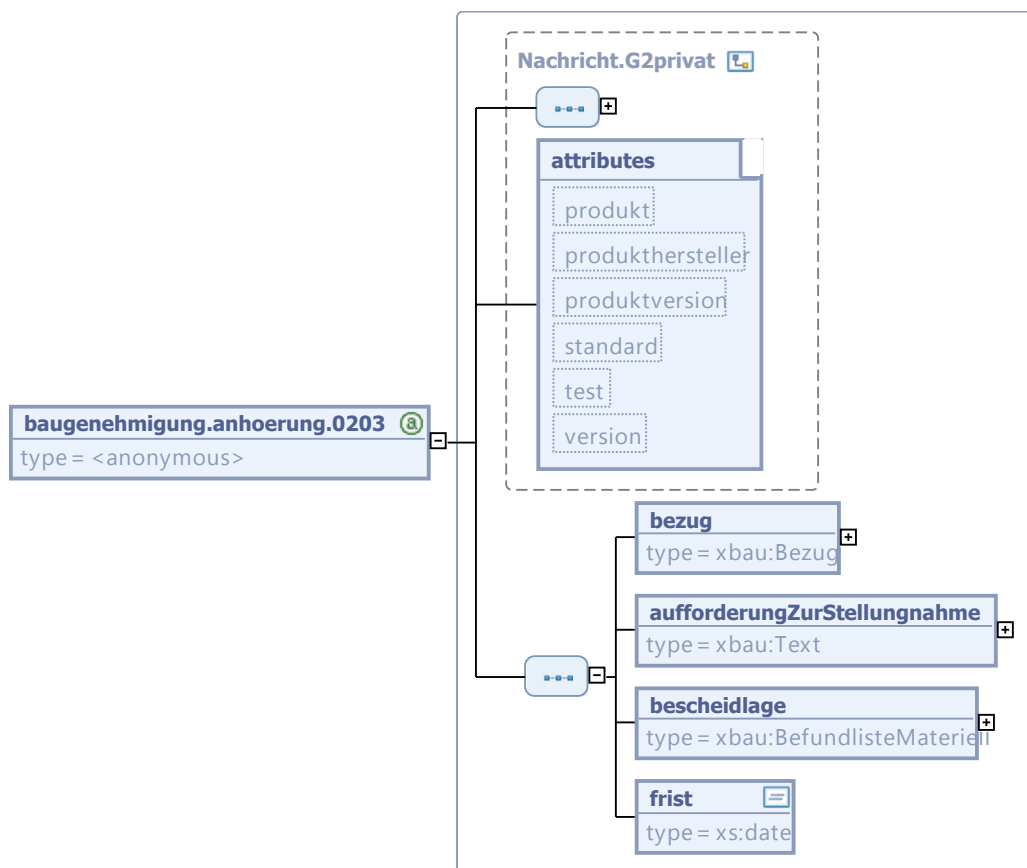 Nachricht.G2privat
attributes
produkt
produkthersteller
produktversion
standard
test
version
baugenehmigung.anhoerung.0203 a
type = <anonymous>
bezug
type = xbau:Bezug
aufforderungZurStellungnahme
type = xbau:Text
bescheidlage
type = xbau:BefundlisteMateriell
frist
type = xs:date